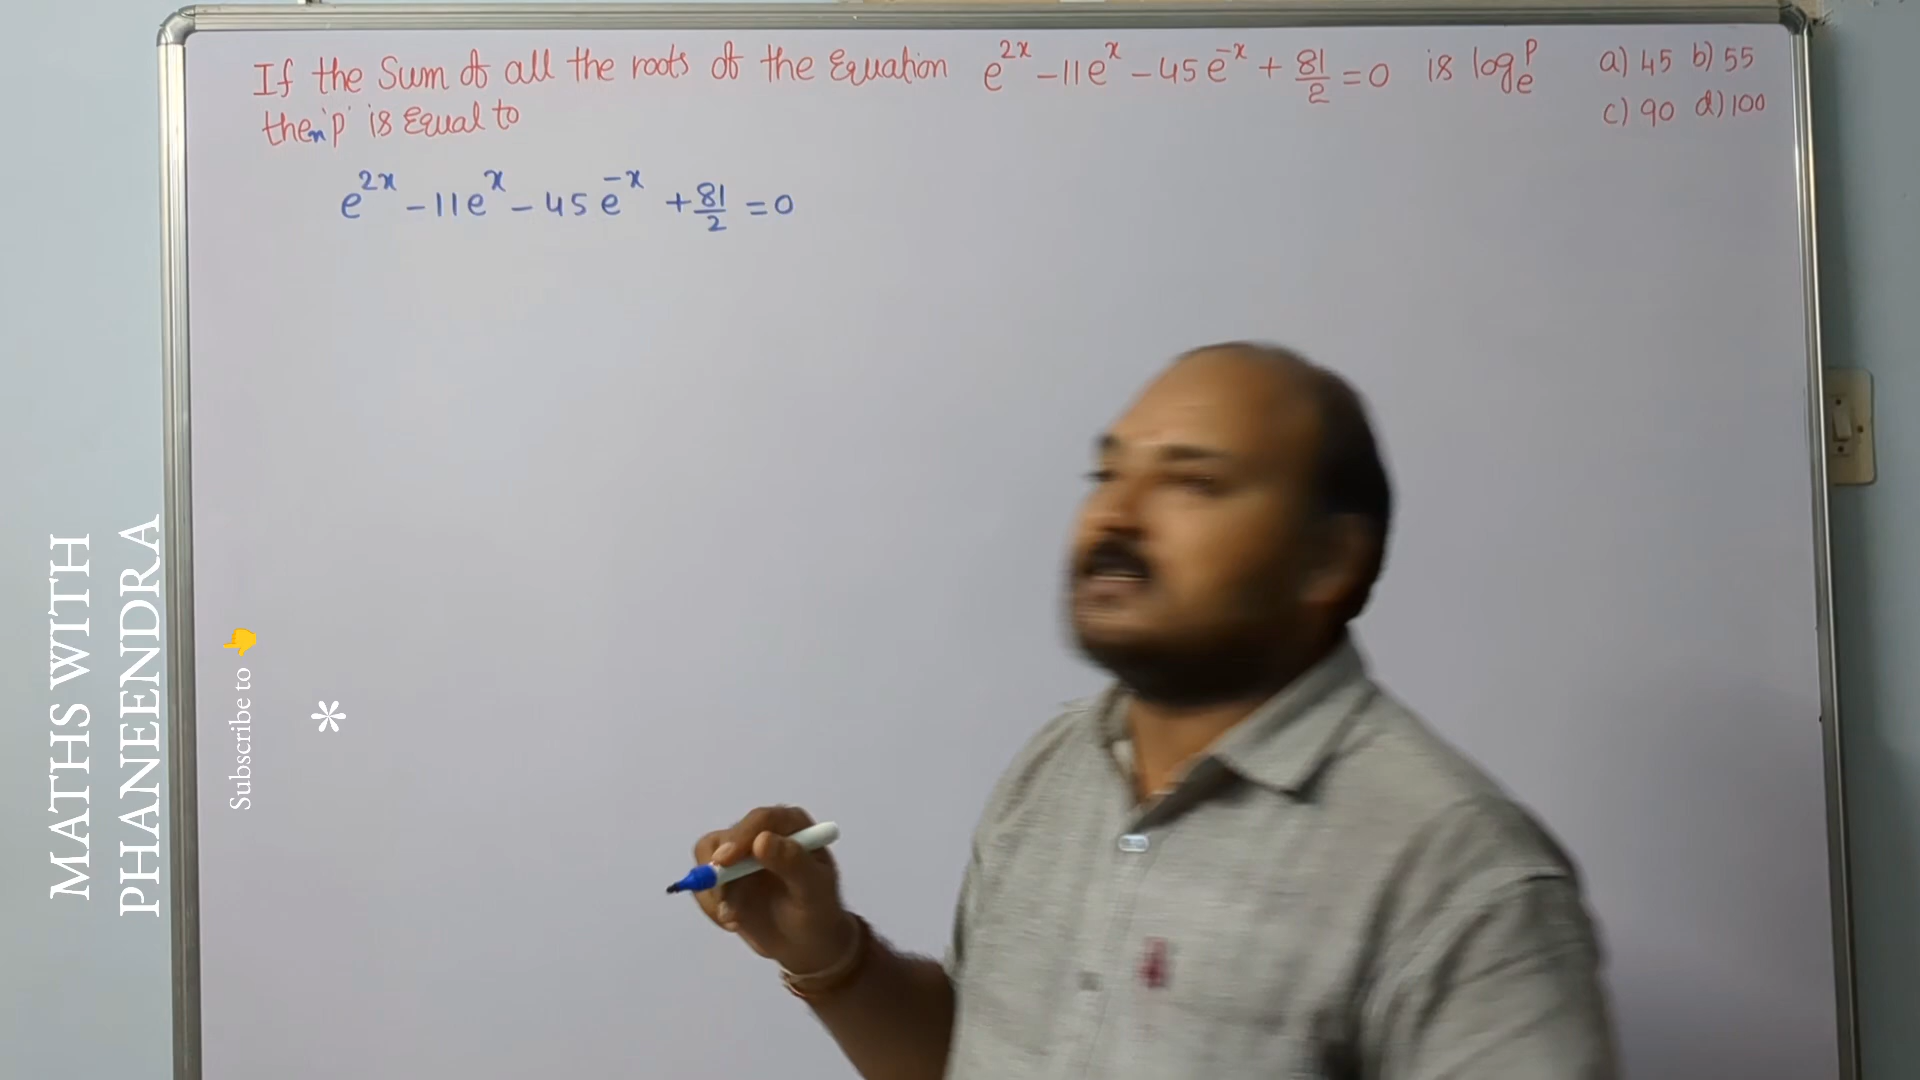 If the Sum of all the roots of the Equation e^{2x} - 11e^{x} - 45e^{-x} + 81/2 = 0 is log_e^p a) 45 b) 55
then 'p' is Equal to c) 90 d) 100
e^{2x} - 11e^{x} - 45e^{-x} + 81/2 = 0
MATHS WITH
PHANEENDRA
Subscribe to 👈
*